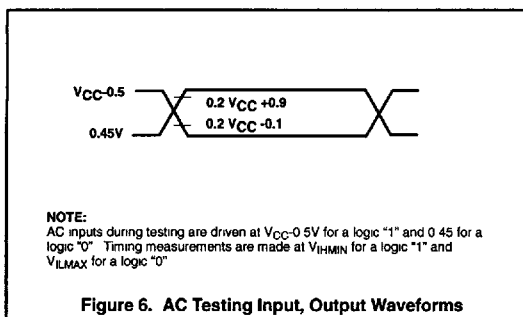 VCC-0.5
0.2 VCC +0.9
0.2 VCC -0.1
0.45V
NOTE:
AC inputs during testing are driven at VCC-0 5V for a logic "1" and 0 45 for a
logic "0" Timing measurements are made at VIHMIN for a logic "1" and
VILMAX for a logic "0"
Figure 6. AC Testing Input, Output Waveforms